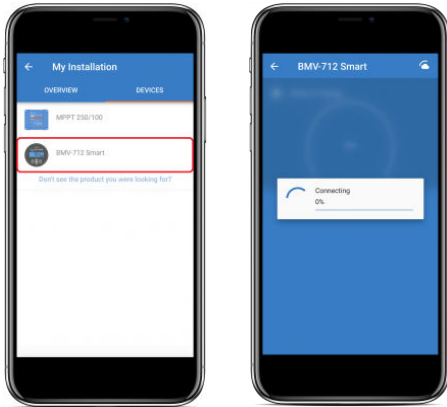 My Installation
OVERVIEW
DEVICES
MPPT 250/100
BMV-712 Smart
Don't see the product you were looking for?
BMV-712 Smart
Connecting
0%